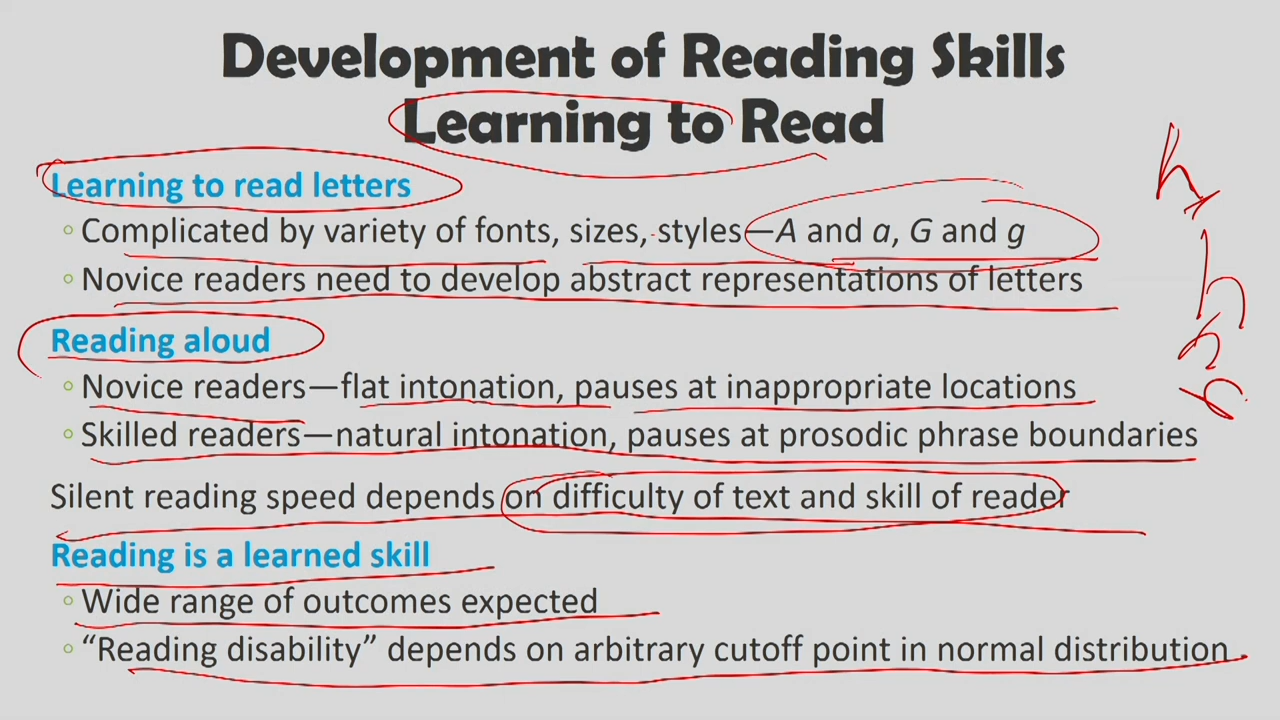 Development of Reading Skills
Learning to Read
Learning to read letters
◦ Complicated by variety of fonts, sizes, styles—A and a, G and g
◦ Novice readers need to develop abstract representations of letters
Reading aloud
◦ Novice readers—flat intonation, pauses at inappropriate locations
◦ Skilled readers—natural intonation, pauses at prosodic phrase boundaries
Silent reading speed depends on difficulty of text and skill of reader
Reading is a learned skill
◦ Wide range of outcomes expected
◦ “Reading disability” depends on arbitrary cutoff point in normal distribution
h
h
h
h